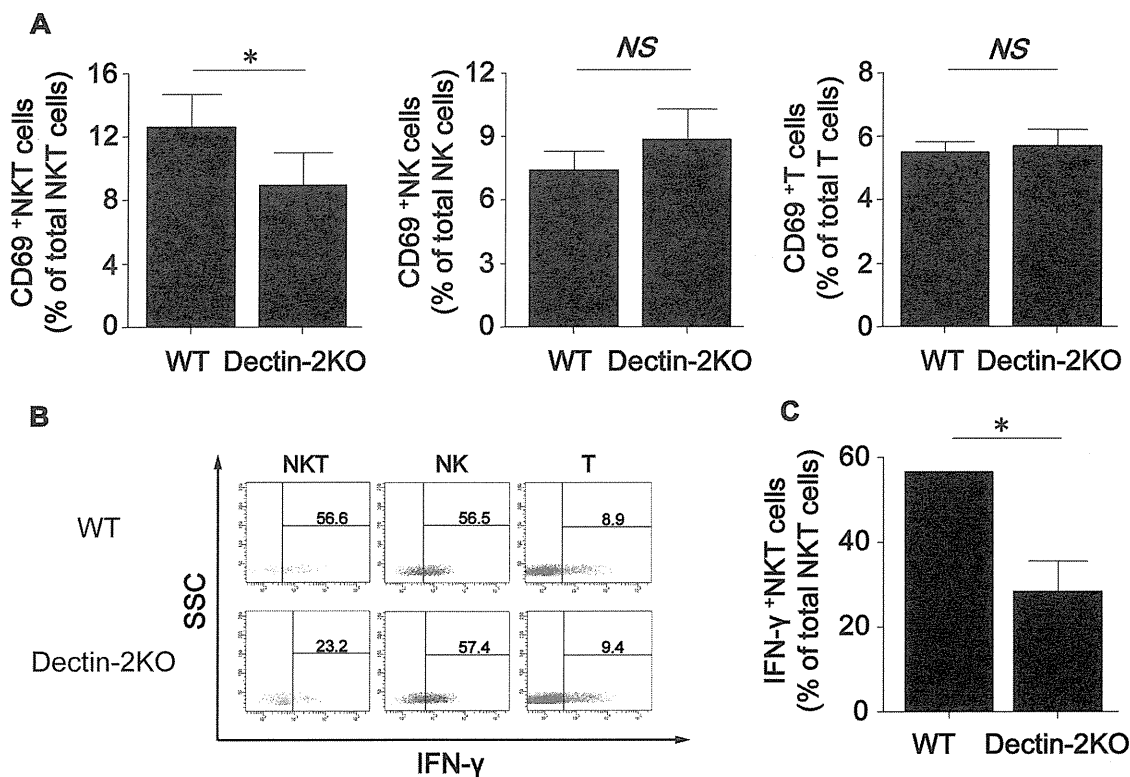 A
CD69 +NKT cells
(% of total NKT cells)
16
12
8
4
0
*
WT Dectin-2KO
CD69 +NK cells
(% of total NK cells)
12
9
6
3
0
NS
WT Dectin-2KO
CD69 +T cells
(% of total T cells)
8
6
4
2
0
NS
WT Dectin-2KO
B
NKT NK T
WT
56.6 56.5 8.9
SSC
Dectin-2KO
23.2 57.4 9.4
IFN-γ
C
IFN-γ +NKT cells
(% of total NKT cells)
60
40
20
0
*
WT Dectin-2KO